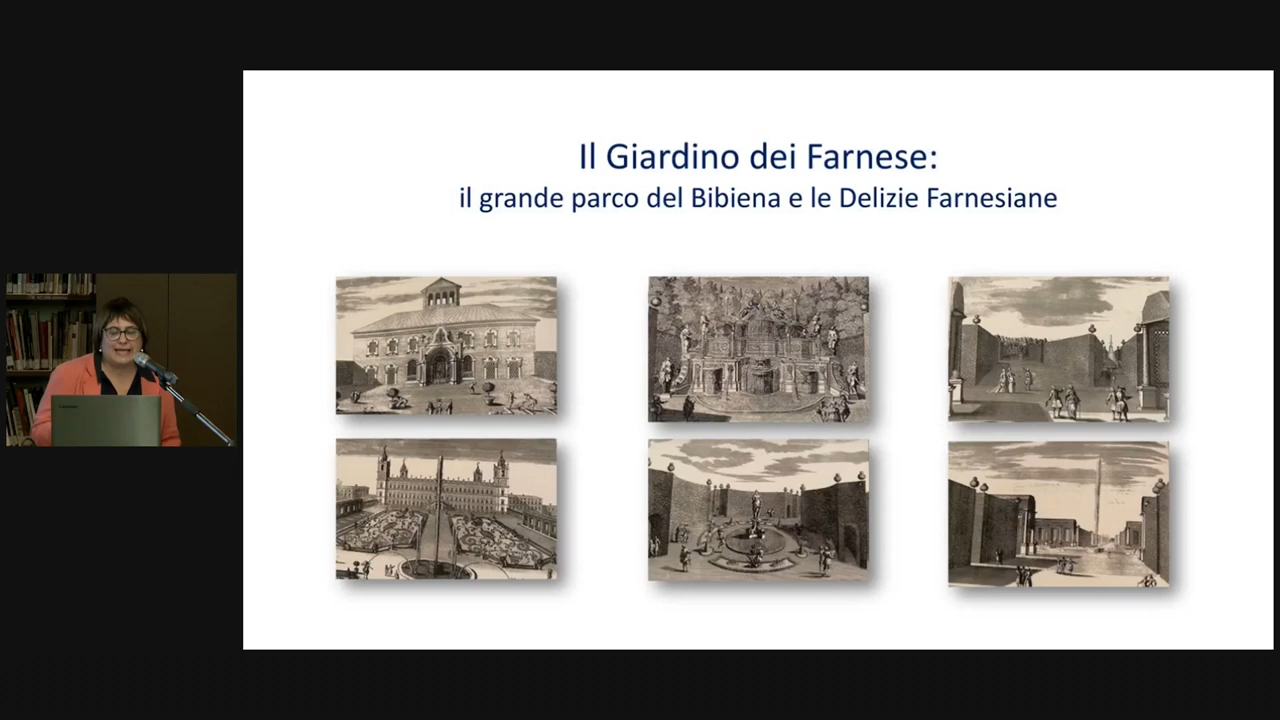 Il Giardino dei Farnese:
il grande parco del Bibiena e le Delizie Farnesiane